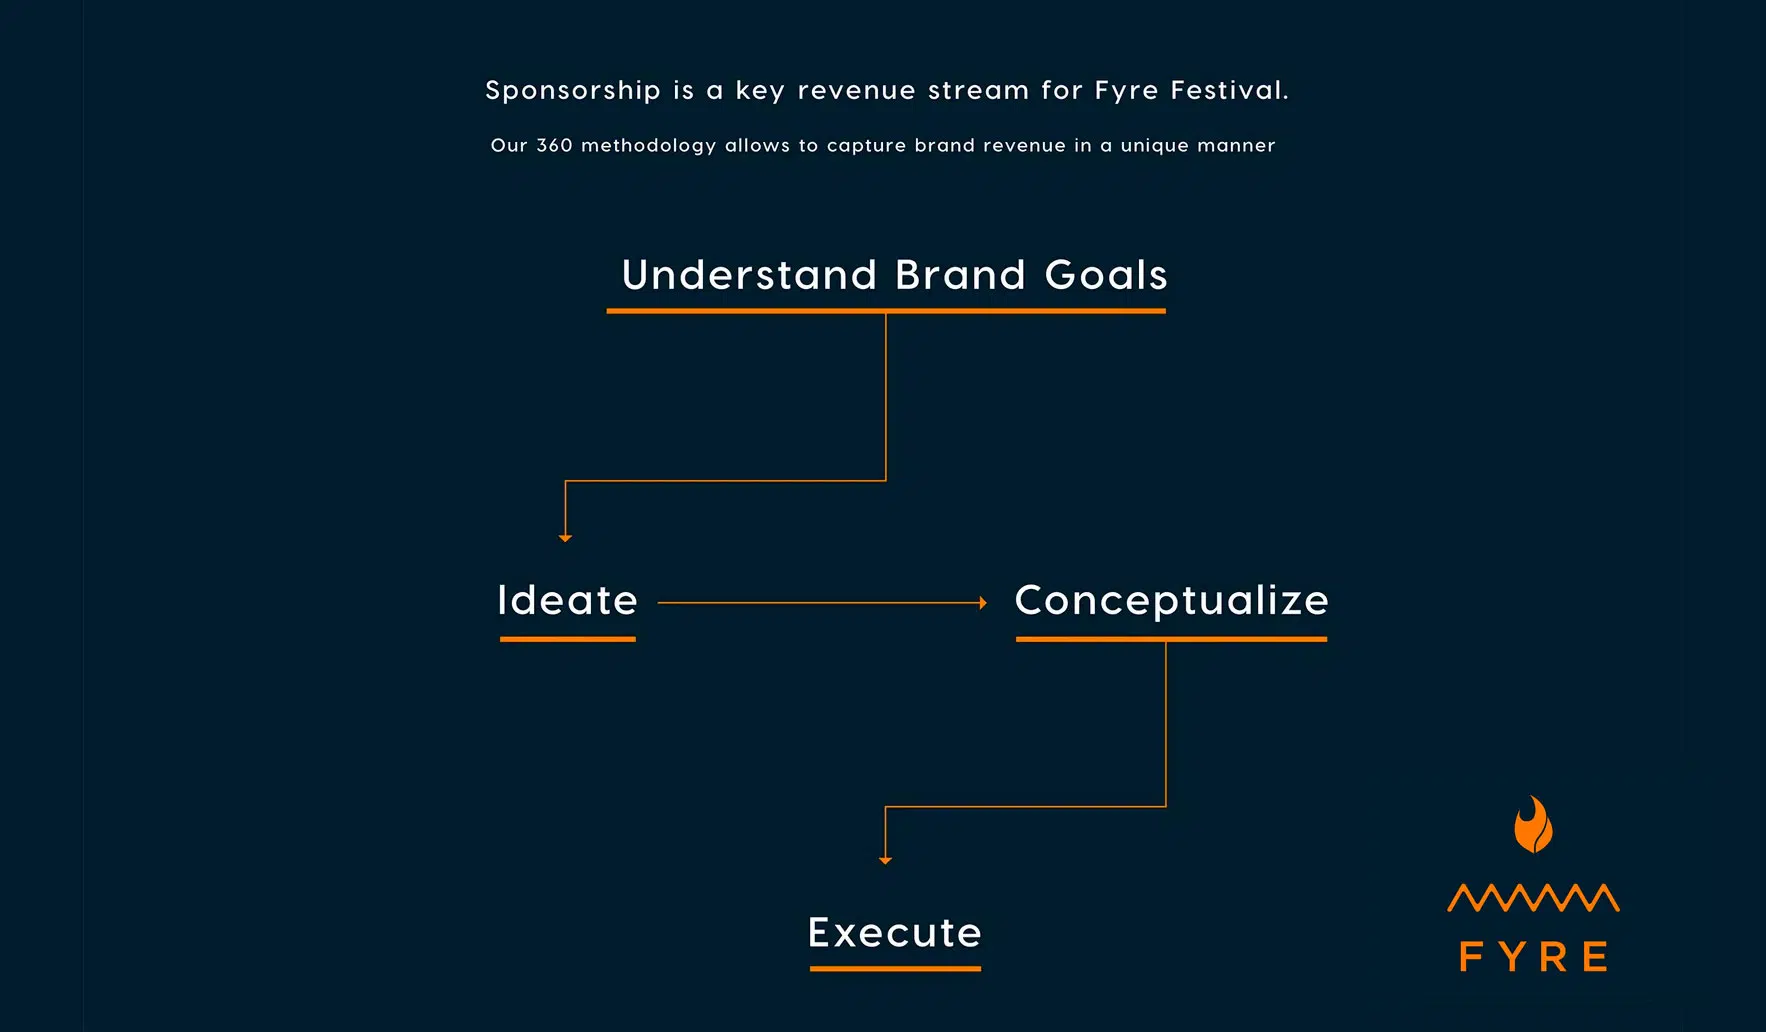 Sponsorship is a key revenue stream for Fyre Festival.
Our 360 methodology allows to capture brand revenue in a unique manner
Understand Brand Goals
Ideate
Conceptualize
Execute
FYRE